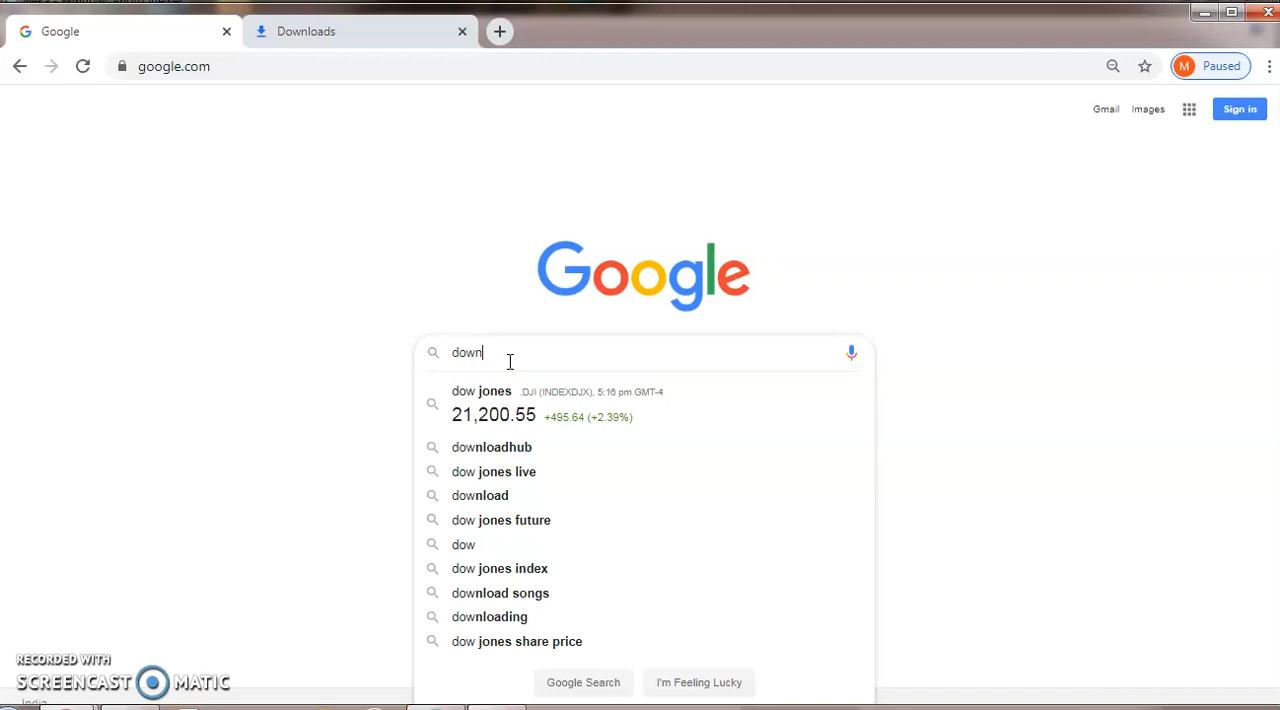 Google
Downloads
google.com
M Paused
Gmail Images
Sign in
Google
down
dow jones .DJI (INDEXDJX), 5:16 pm GMT-4
21,200.55 +495.64 (+2.39%)
downloadhub
dow jones live
download
dow jones future
dow
dow jones index
download songs
downloading
dow jones share price
Google Search I'm Feeling Lucky
RECORDED WITH
SCREENCAST MATIC
India